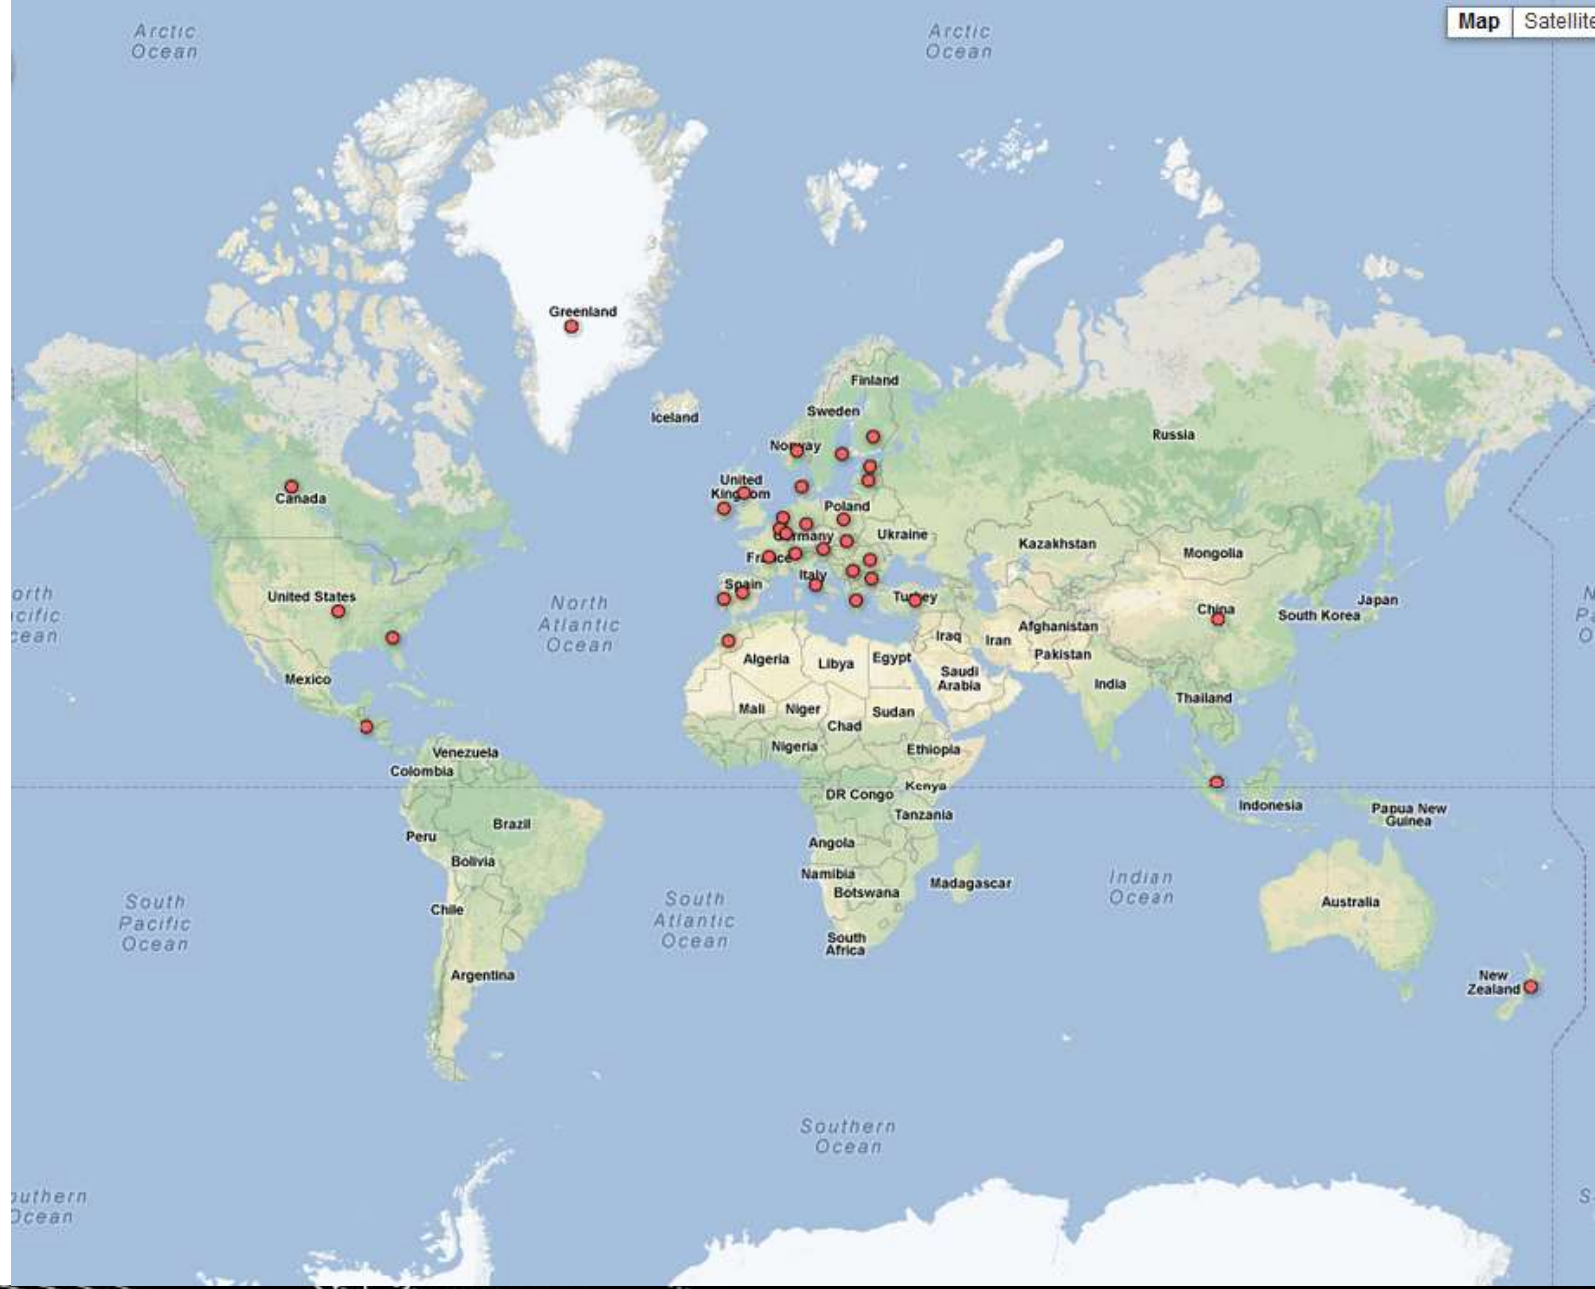 Arctic
Ocean
Arctic
Ocean
Map
Satellite
Greenland
Finland
Iceland
Sweden
Russia
Norway
United
Kingdom
Canada
Poland
Ukraine
Germany
Kazakhstan
Mongolia
France
Italy
Spain
United States
Turkey
North
Atlantic
Ocean
China
Japan
South Korea
Afghanistan
Iraq
Iran
Pakistan
Algeria
Libya
Egypt
Saudi
Arabia
Mexico
India
Thailand
Mali
Niger
Chad
Sudan
Nigeria
Ethiopia
Venezuela
Colombia
Kenya
DR Congo
Indonesia
Papua New
Guinea
Tanzania
Brazil
Peru
Angola
Bolivia
Namibia
Botswana
Madagascar
Indian
Ocean
Australia
South
Pacific
Ocean
Chile
South
Atlantic
Ocean
South
Africa
Argentina
New
Zealand
Southern
Ocean
outhern
Ocean
orth
acific
cean